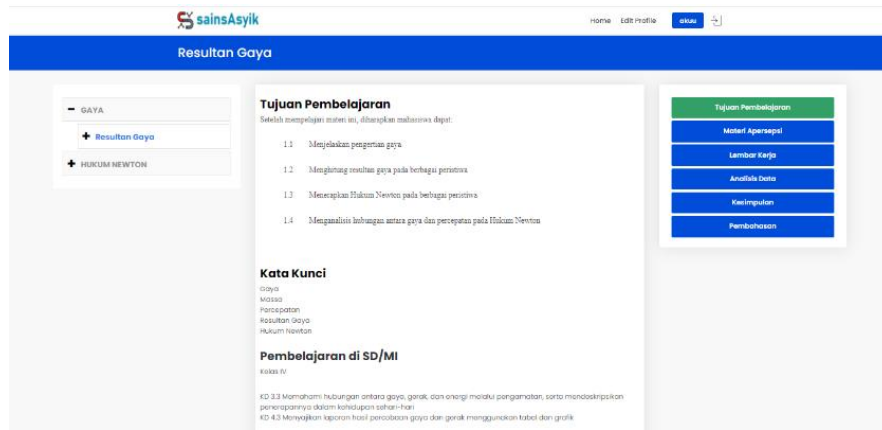 sainsAsyik
Home Edit Profile akuu
Resultan Gaya
GAYA
Resultan Gaya
HUKUM NEWTON
Tujuan Pembelajaran
Setelah mempelajari materi ini, diharapkan mahasiswa dapat:
1.1 Menjelaskan pengertian gaya.
1.2 Menghitung resultan gaya pada berbagai peristiwa
1.3 Menerapkan Hukum Newton pada berbagai peristiwa
1.4 Menganalisis hubungan antara gaya dan percepatan pada Hukum Newton
Kata Kunci
Gaya
Massa
Percepatan
Resultan Gaya
Hukum Newton
Pembelajaran di SD/MI
Kelas IV
KD 3.3 Memahami hubungan antara gaya, gerak, dan energi melalui pengamatan, serta mendeskripsikan
penerapannya dalam kehidupan sehari-hari
KD 4.3 Menyajikan laporan hasil percobaan gaya dan gerak menggunakan tabel dan grafik
Tujuan Pembelajaran
Materi Apersepsi
Lembar Kerja
Analisis Data
Kesimpulan
Pembahasan